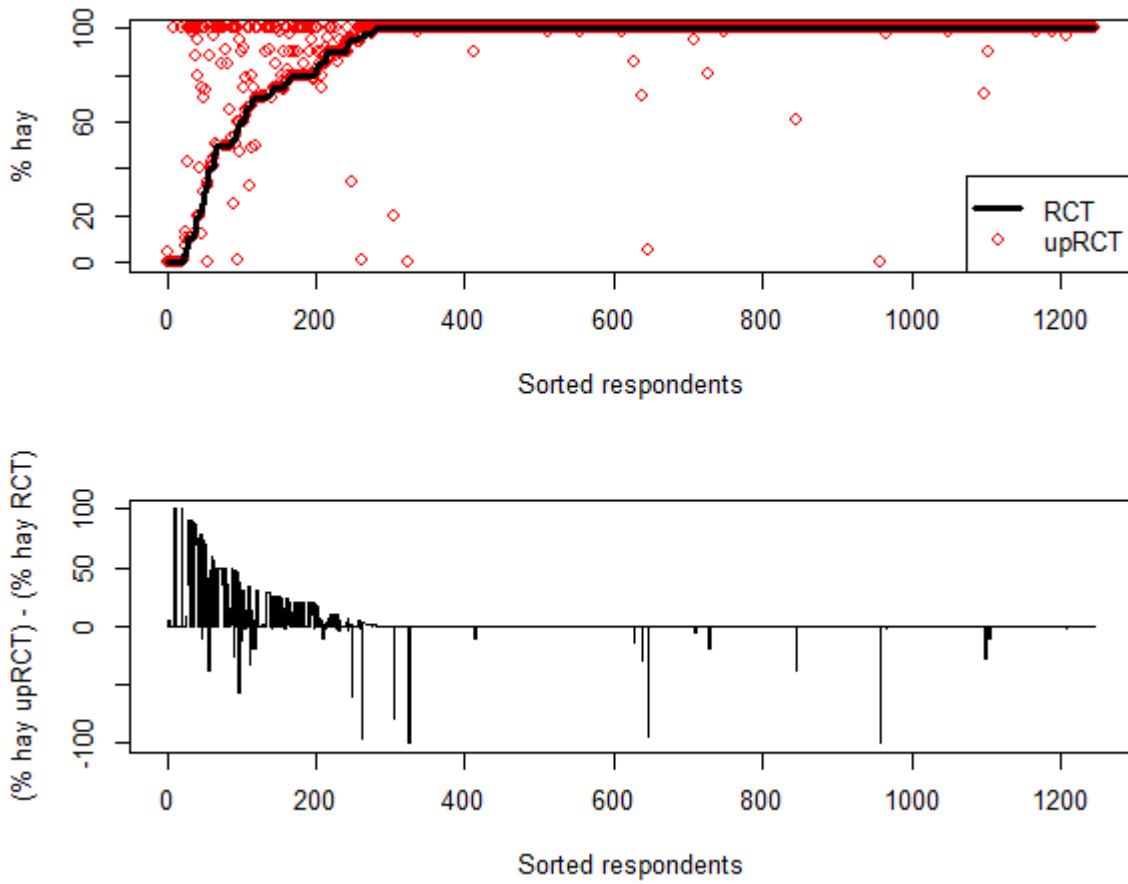 % hay
100
60
20
0
RCT
upRCT
0 200 400 600 800 1000 1200
Sorted respondents
(% hay upRCT) - (% hay RCT)
100
50
0
-100
0 200 400 600 800 1000 1200
Sorted respondents